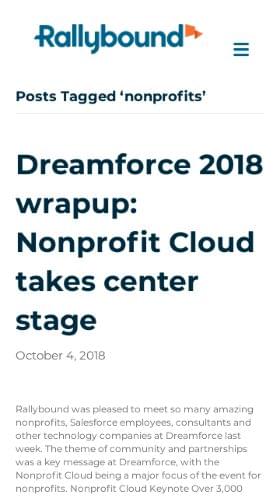 Rallybound
Posts Tagged ‘nonprofits’
Dreamforce 2018
wrapup:
Nonprofit Cloud
takes center
stage
October 4, 2018
Rallybound was pleased to meet so many amazing
nonprofits, Salesforce employees, consultants and
other technology companies at Dreamforce last
week. The theme of community and partnerships
was a key message at Dreamforce, with the
Nonprofit Cloud being a major focus of the event for
nonprofits. Nonprofit Cloud Keynote Over 3,000